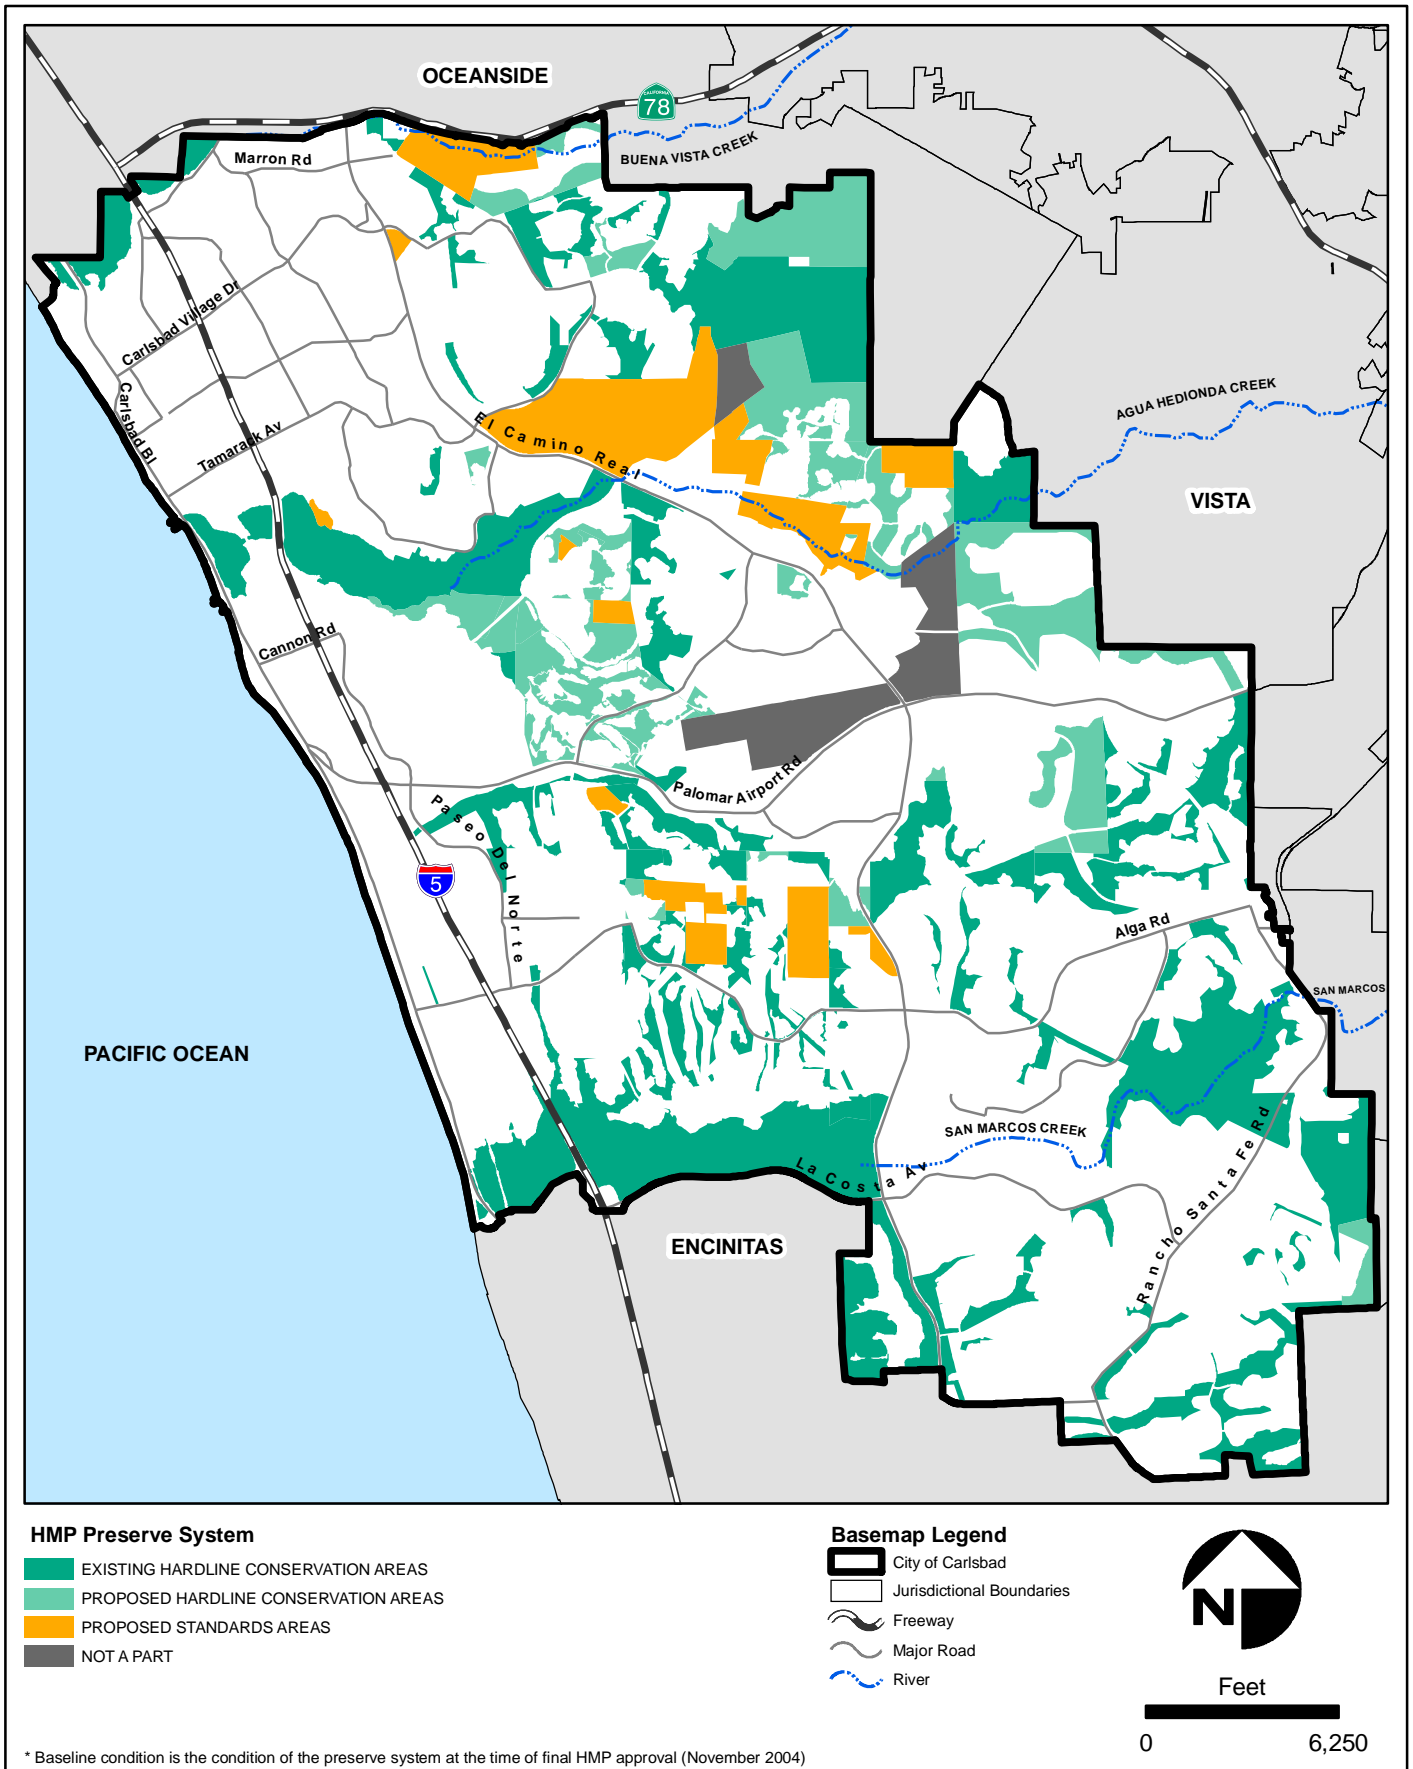 OCEANSIDE
CALIFORNIA
78
BUENA VISTA CREEK
Marron Rd
Carlsbad Village Dr
Carlsbad Bl
Tamarack Av
El Camino Real
AGUA HEDIONDA CREEK
VISTA
Cannon Rd
Palomar Airport Rd
Paseo Del Norte
5
Alga Rd
SAN MARCOS
PACIFIC OCEAN
SAN MARCOS CREEK
La Costa Av
Rancho Santa Fe Rd
ENCINITAS
HMP Preserve System
EXISTING HARDLINE CONSERVATION AREAS
PROPOSED HARDLINE CONSERVATION AREAS
PROPOSED STANDARDS AREAS
NOT A PART
Basemap Legend
City of Carlsbad
Jurisdictional Boundaries
Freeway
Major Road
River
N
Feet
0 6,250
* Baseline condition is the condition of the preserve system at the time of final HMP approval (November 2004)